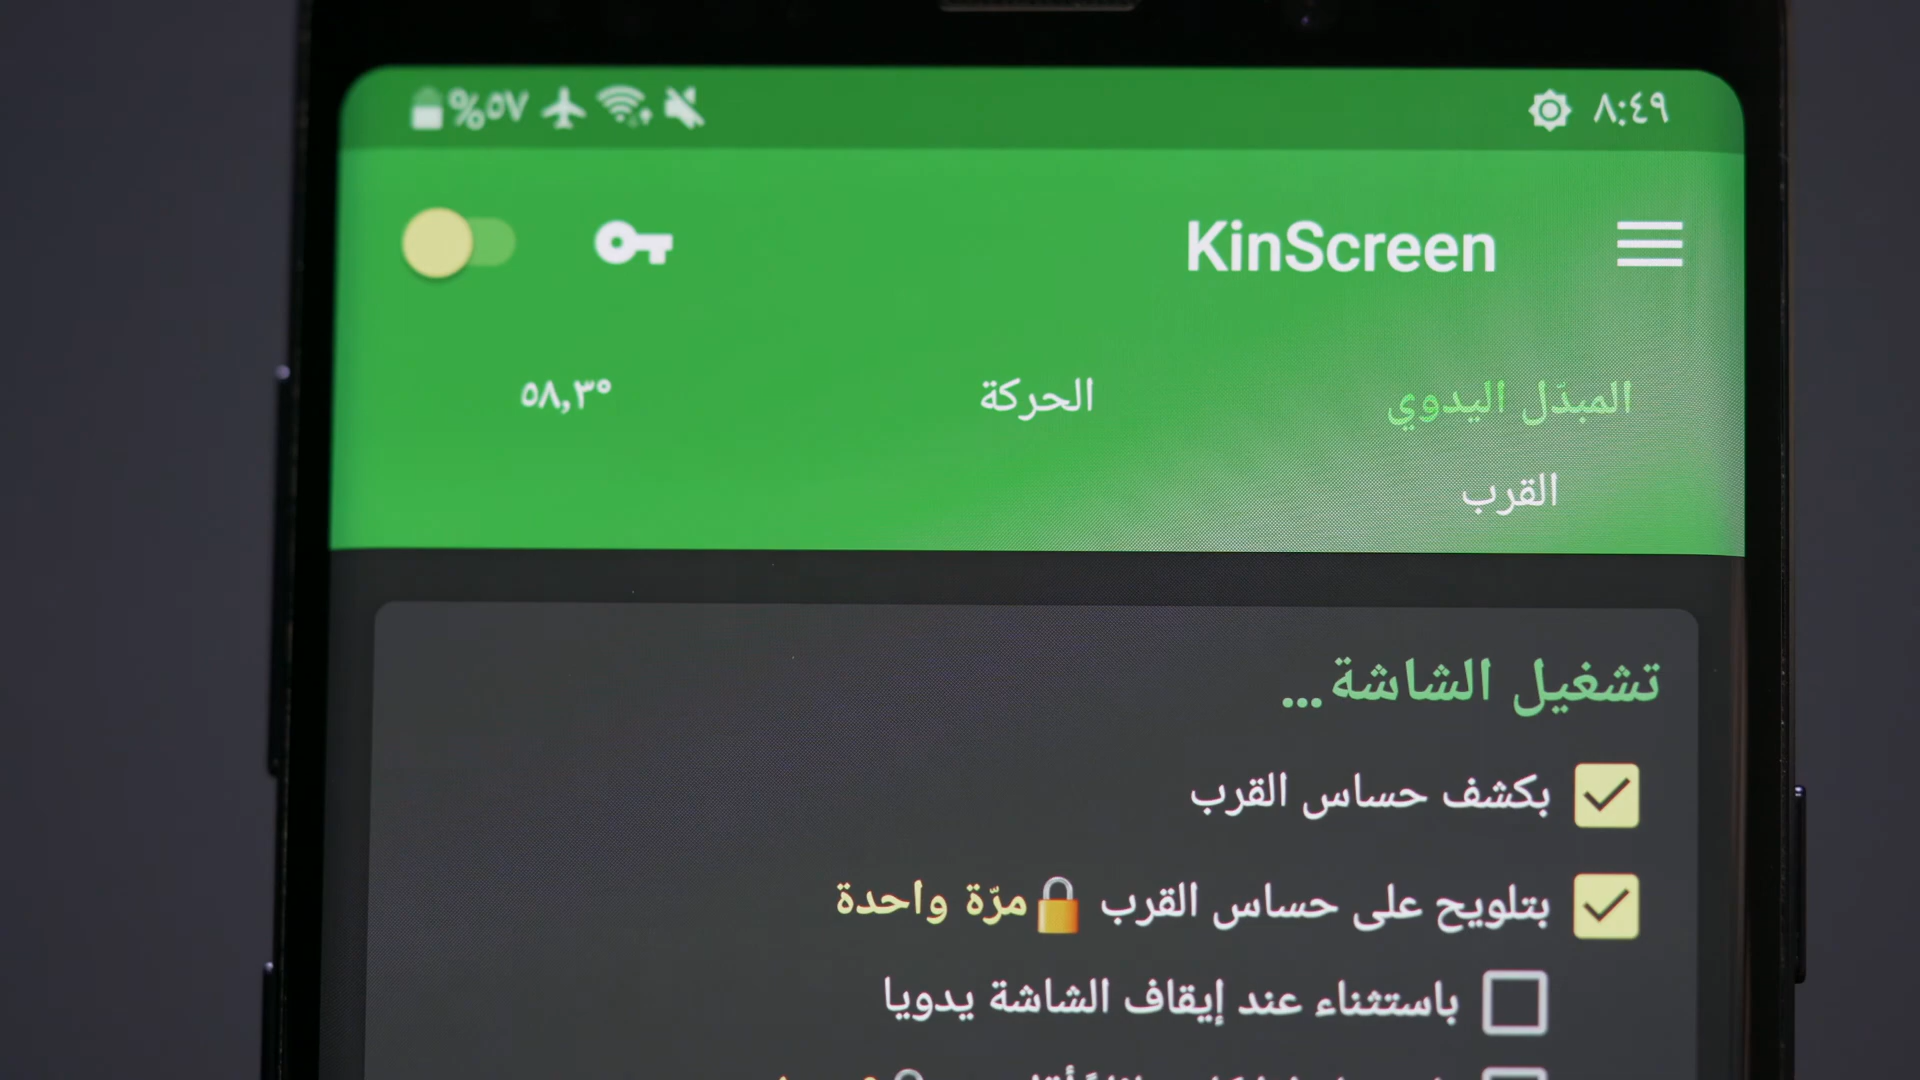 ٨:٤٩ ٥٧%
KinScreen
المبدّل اليدوي الحركة ٥٨٫٣°
القرب
تشغيل الشاشة...
بكشف حساس القرب
بتلويح على حساس القرب 🔒مرّة واحدة
باستثناء عند إيقاف الشاشة يدويا